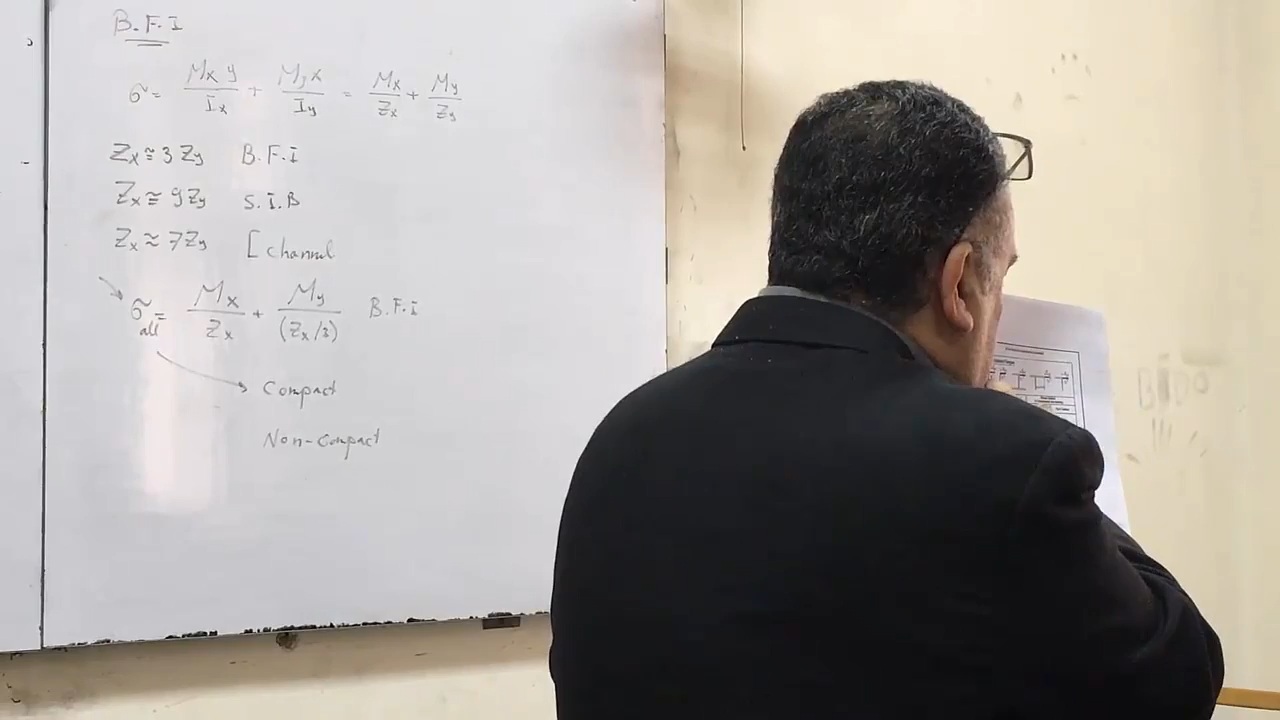 B.F.I
σ = Mx y / Ix + My x / Iy = Mx / Zx + My / Zy
Zx ≅ 3 Zy B.F.I
Zx ≅ 9 Zy S.I.B
Zx ≈ 7 Zy [ channel
σall = Mx / Zx + My / (Zx/3) B.F.I
Compact
Non-compact